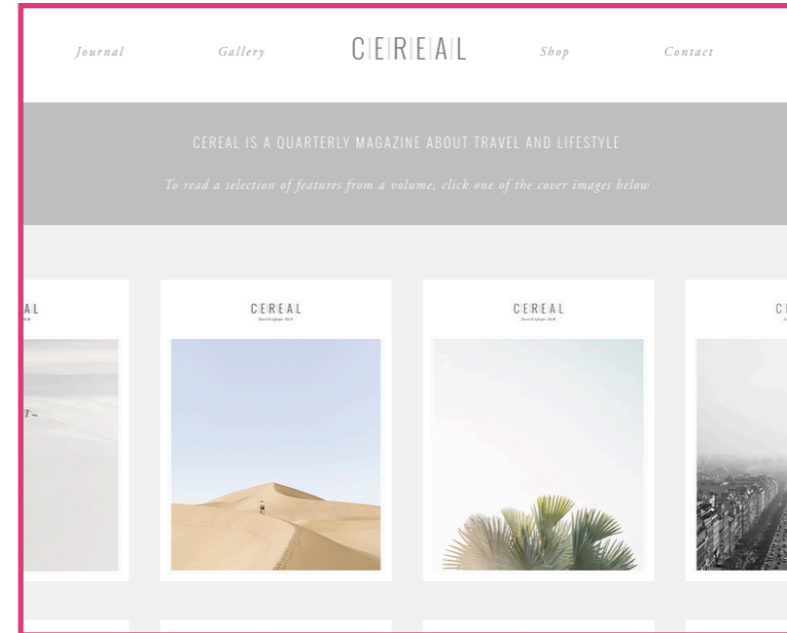 Journal Gallery C|E|R|E|A|L Shop Contact
CEREAL IS A QUARTERLY MAGAZINE ABOUT TRAVEL AND LIFESTYLE
To read a selection of features from a volume, click one of the cover images below
AL CEREAL CEREAL C